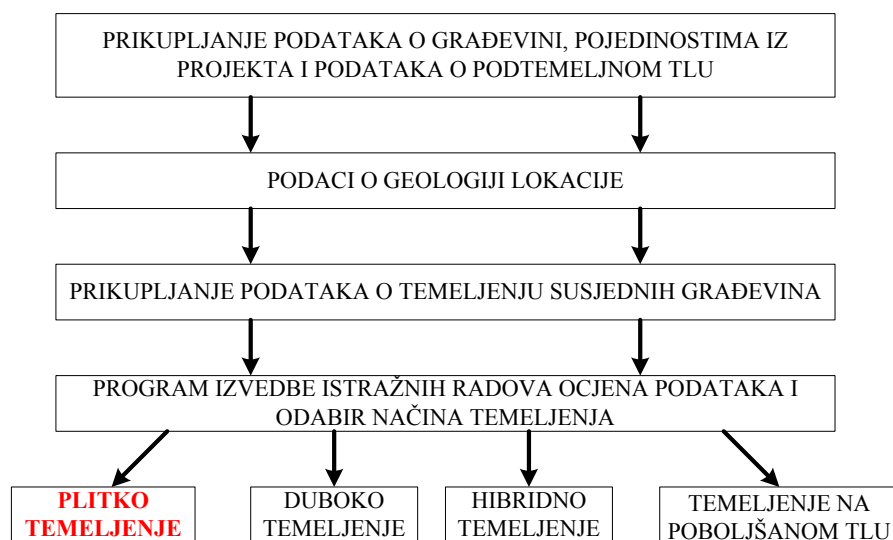 PRIKUPLJANJE PODATAKA O GRAĐEVINI, POJEDINOSTIMA IZ
PROJEKTA I PODATAKA O PODTEMELJNOM TLU
PODACI O GEOLOGIJI LOKACIJE
PRIKUPLJANJE PODATAKA O TEMELJENJU SUSJEDNIH GRAĐEVINA
PROGRAM IZVEDBE ISTRAŽNIH RADOVA OCJENA PODATAKA I
ODABIR NAČINA TEMELJENJA
PLITKO
TEMELJENJE
DUBOKO
TEMELJENJE
HIBRIDNO
TEMELJENJE
TEMELJENJE NA
POBOLJŠANOM TLU